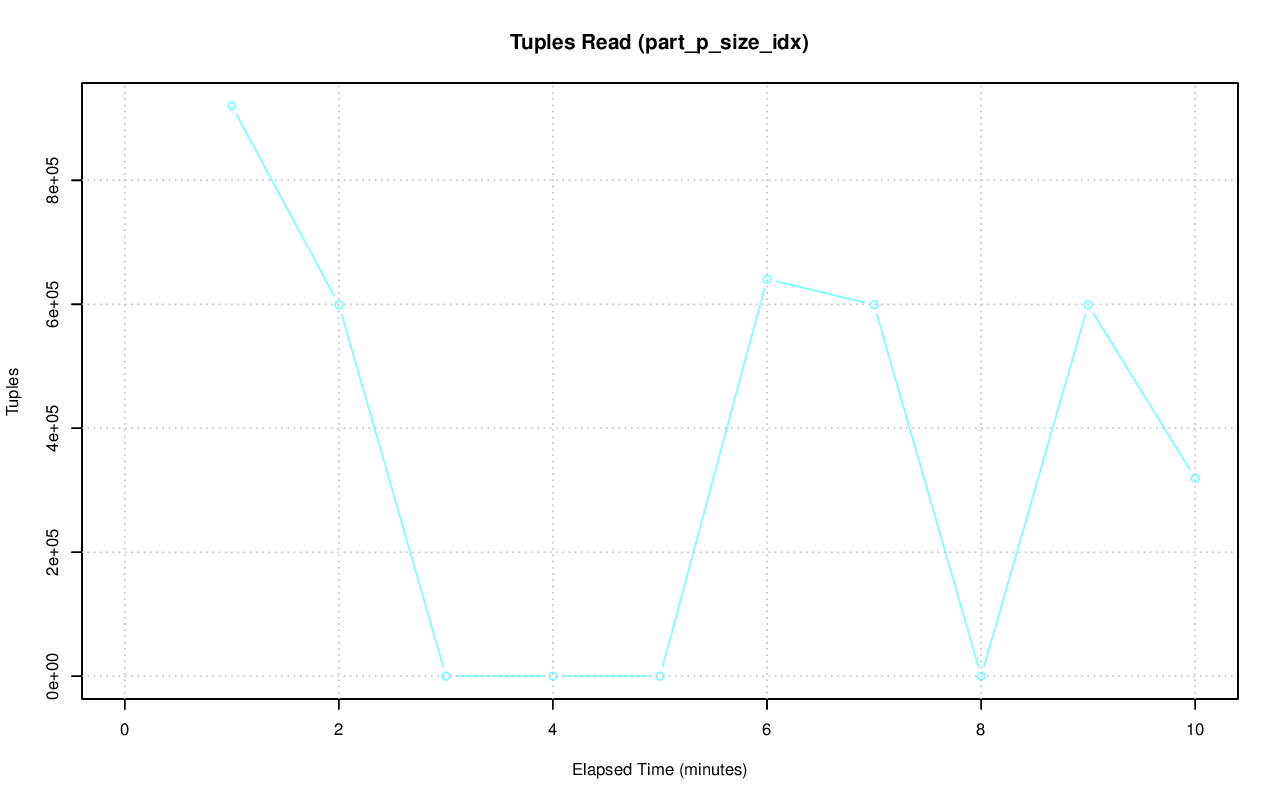 Tuples Read (part_p_size_idx)
Tuples
8e+05
6e+05
4e+05
2e+05
0e+00
0 2 4 6 8 10
Elapsed Time (minutes)